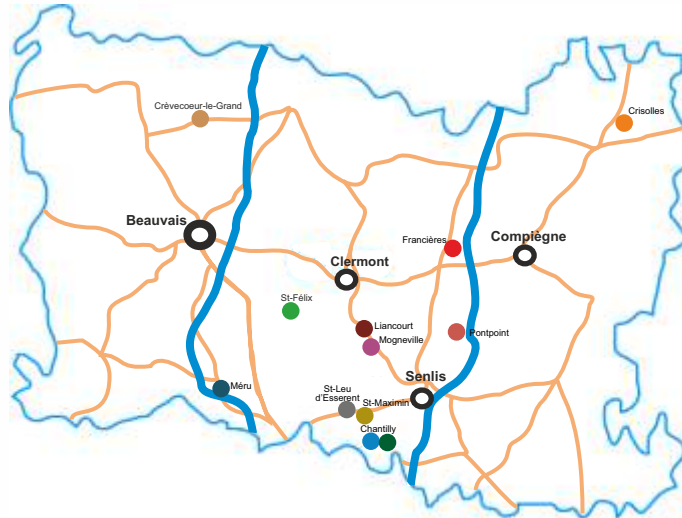 Crèvecoeur-le-Grand
Crisolles
Beauvais
Francières
Compiègne
Clermont
St-Félix
Liancourt
Mogneville
Pontpoint
Senlis
Méru
St-Leu
d'Esserent
St-Maximin
Chantilly